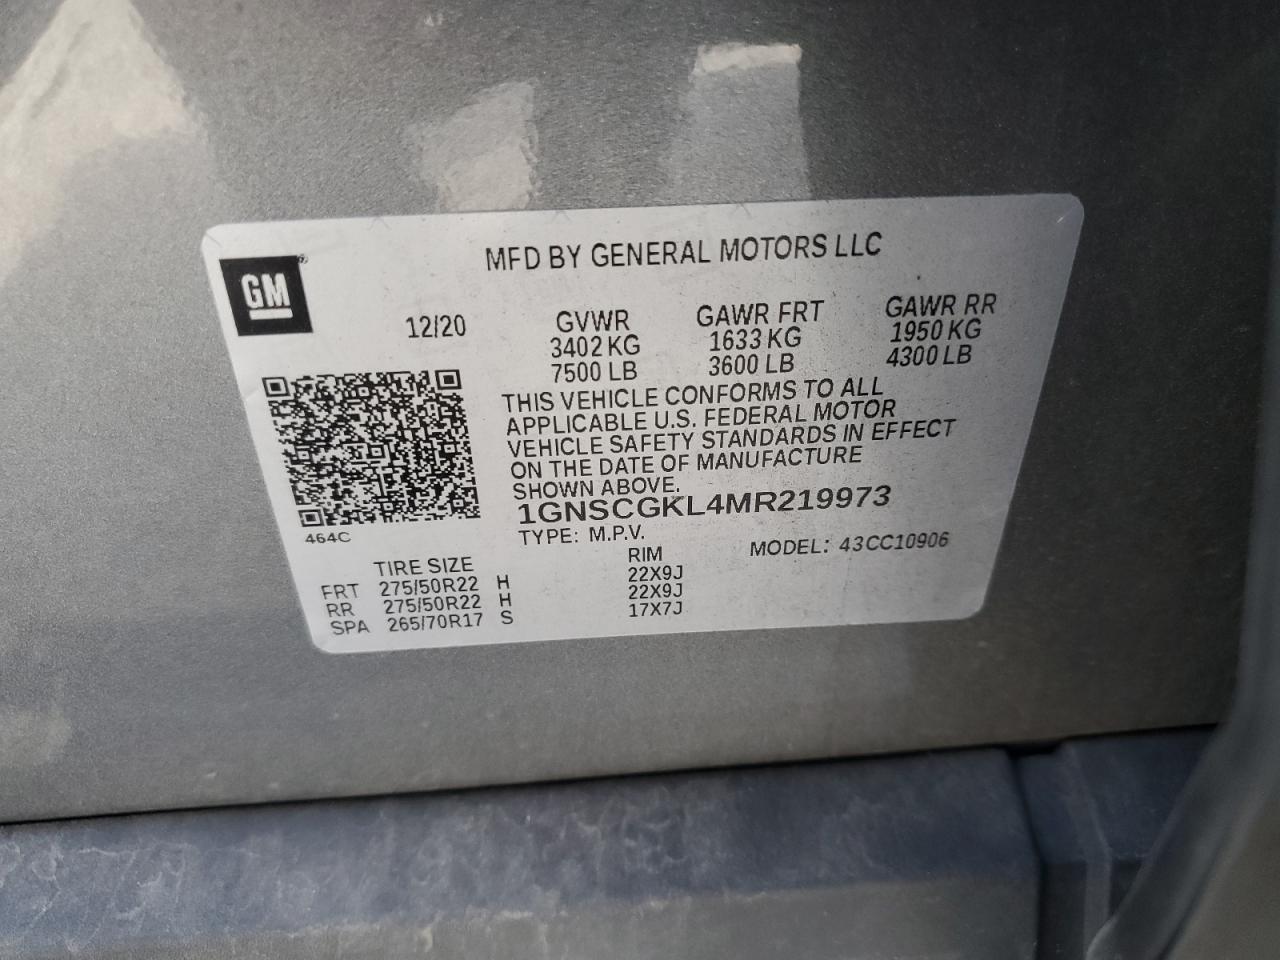 MFD BY GENERAL MOTORS LLC
GM
12/20 GVWR GAWR FRT GAWR RR
3402 KG 1633 KG 1950 KG
7500 LB 3600 LB 4300 LB
THIS VEHICLE CONFORMS TO ALL
APPLICABLE U.S. FEDERAL MOTOR
VEHICLE SAFETY STANDARDS IN EFFECT
ON THE DATE OF MANUFACTURE
SHOWN ABOVE.
1GNSCGKL4MR219973
464C
TYPE: M.P.V. MODEL: 43CC10906
TIRE SIZE RIM
FRT 275/50R22 H 22X9J
RR 275/50R22 H 22X9J
SPA 265/70R17 S 17X7J